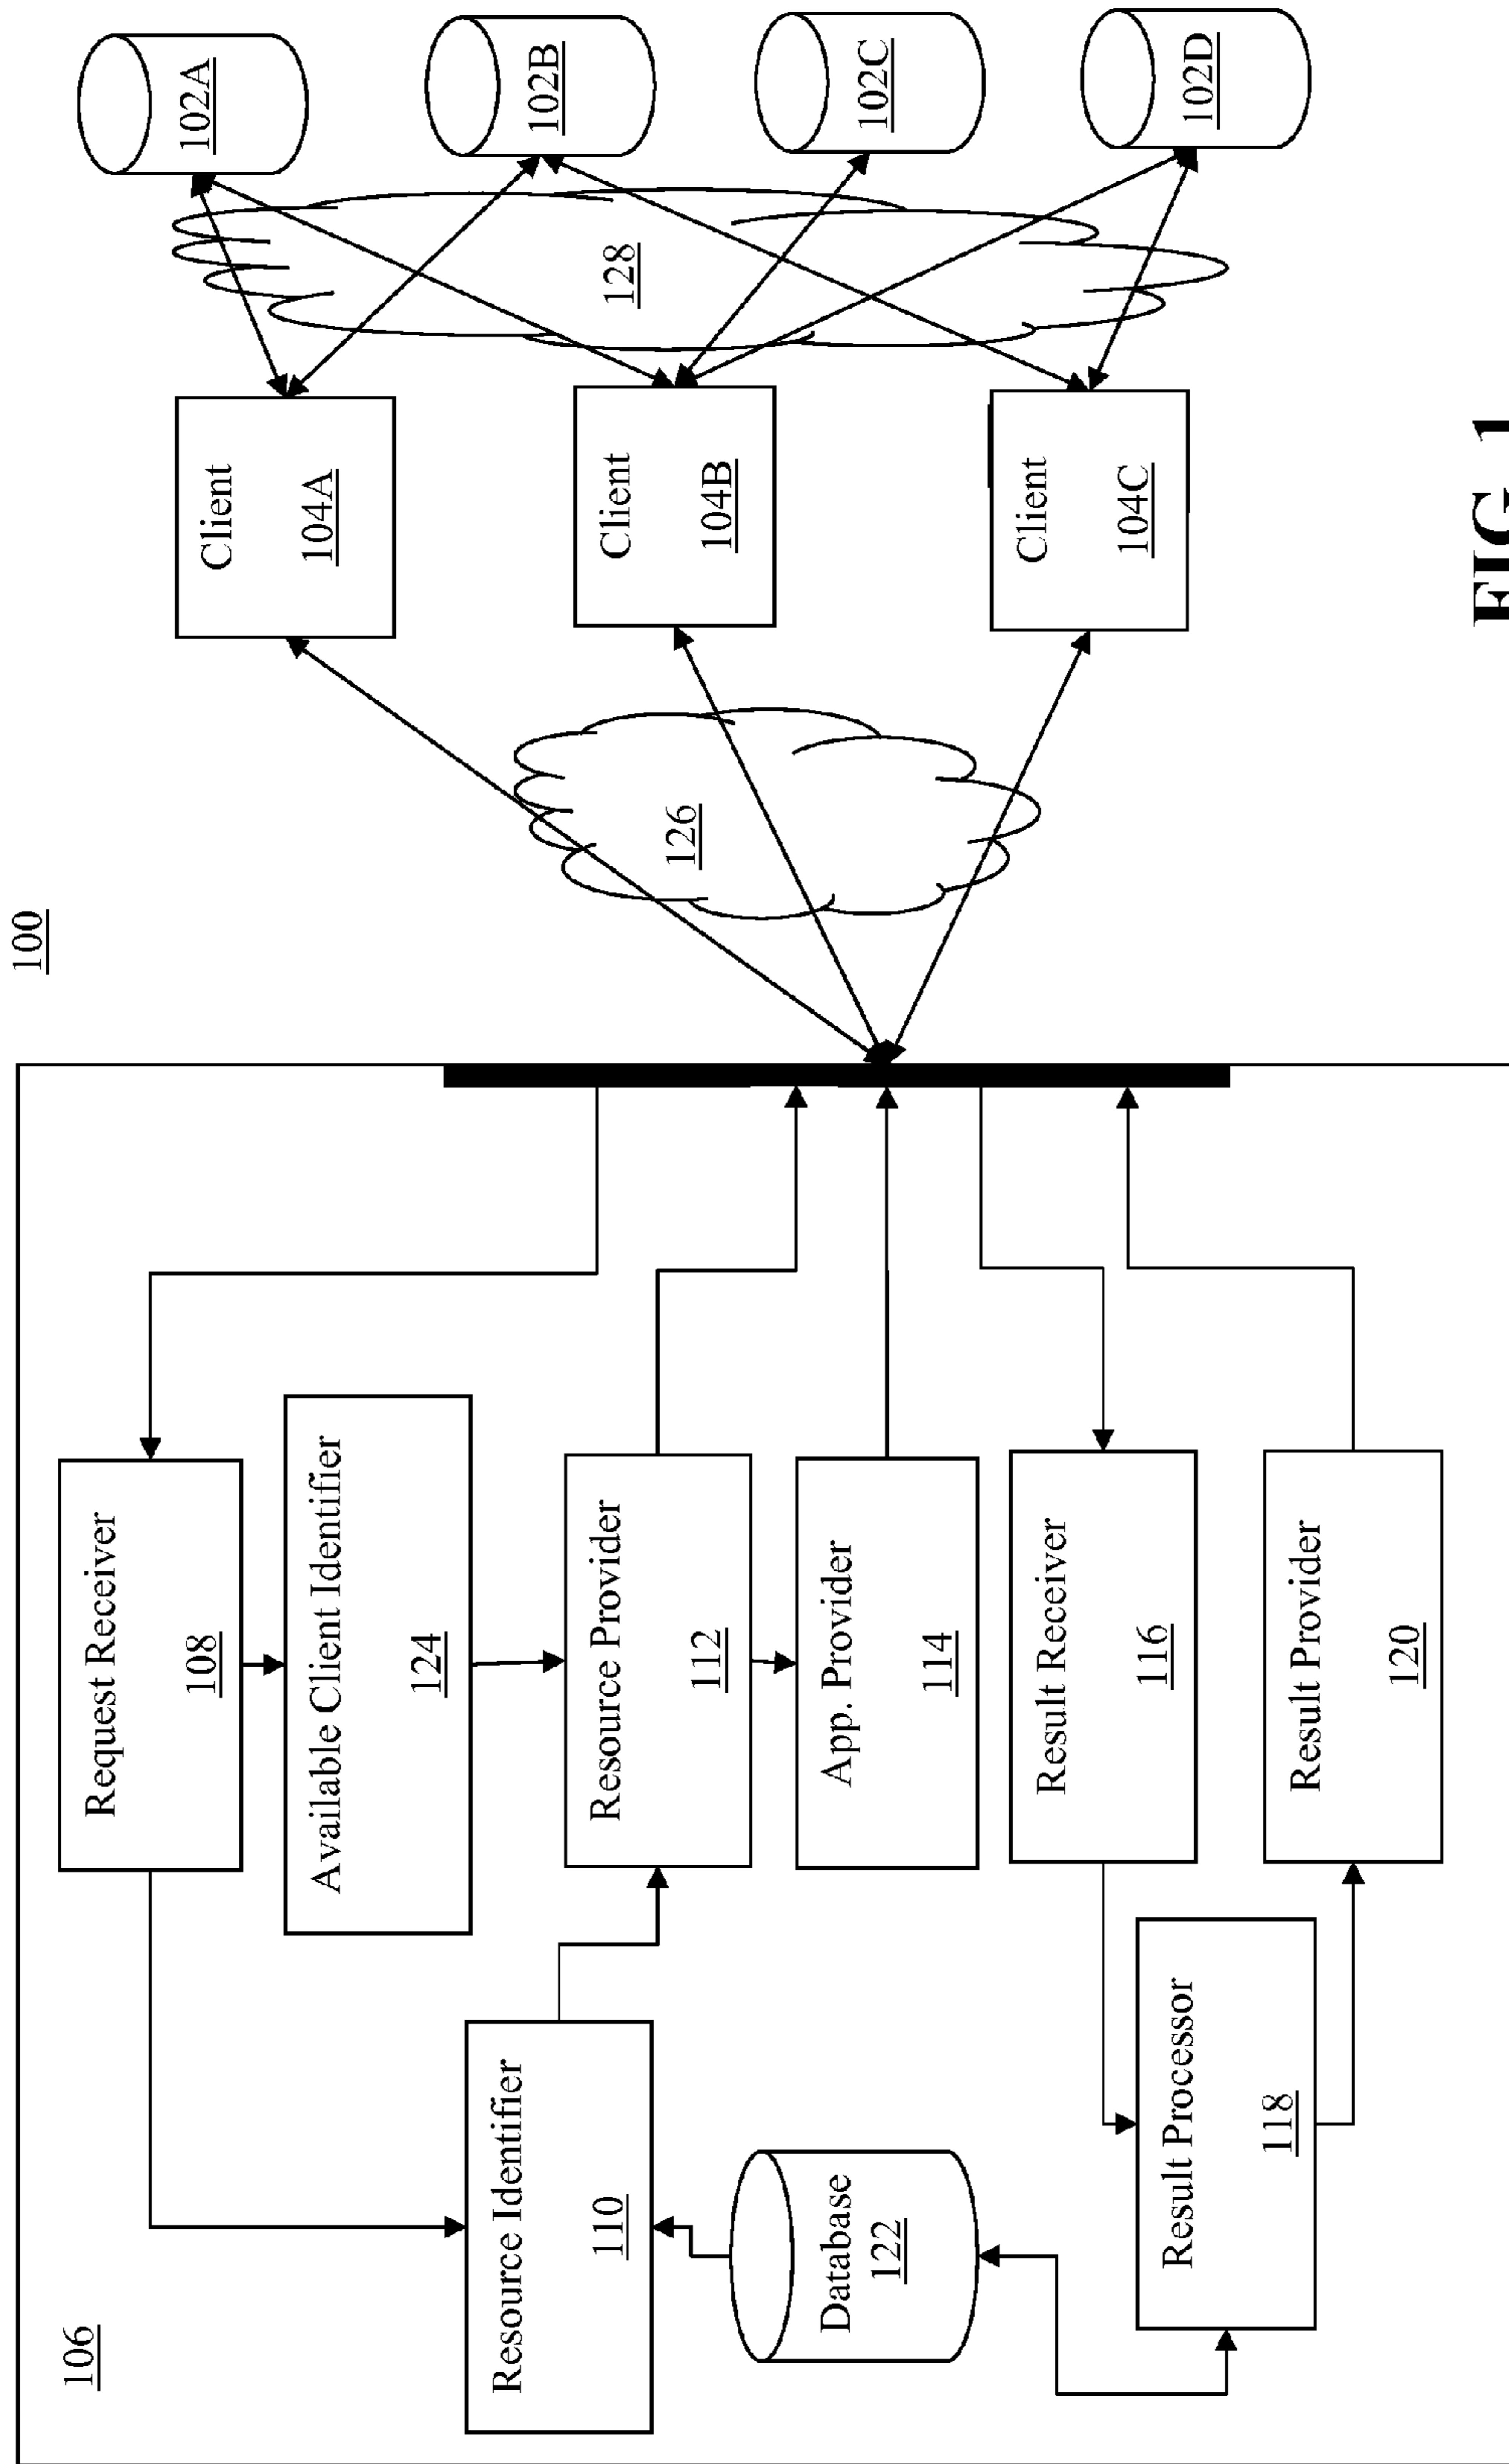 100
106
Request Receiver
108
Available Client Identifier
124
Resource Identifier
110
Resource Provider
112
Database
122
App. Provider
114
Result Receiver
116
Result Processor
118
Result Provider
120
126
Client
104A
Client
104B
Client
104C
128
102A
102B
102C
102D
FIG. 1